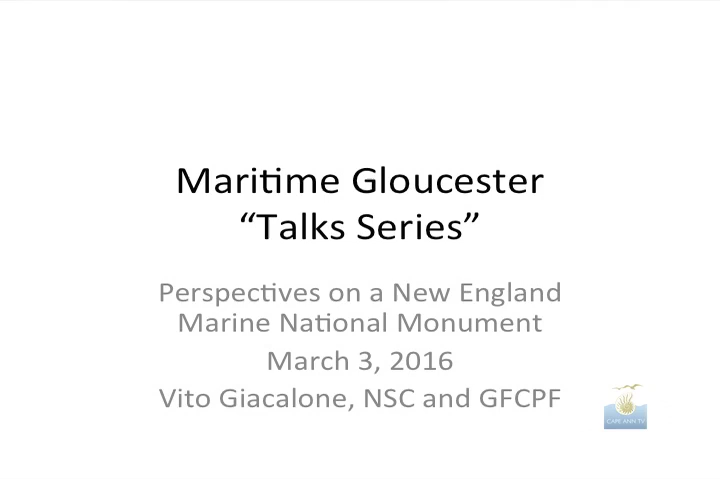 Maritime Gloucester
“Talks Series”
Perspectives on a New England
Marine National Monument
March 3, 2016
Vito Giacalone, NSC and GFCPF
CAPE ANN TV